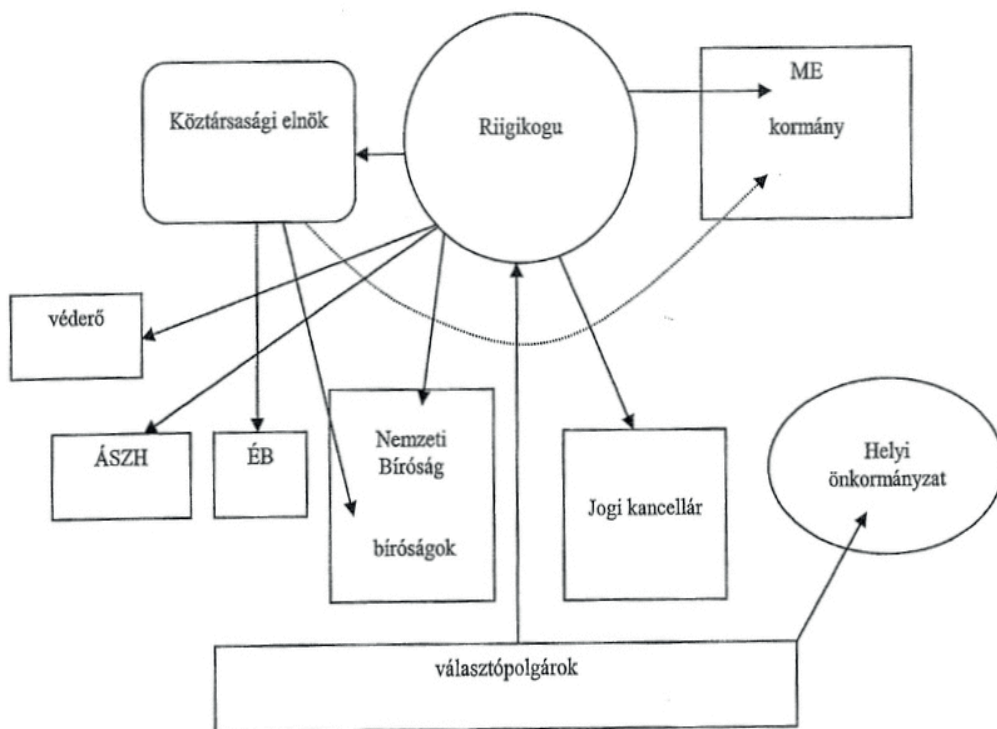 Köztársasági elnök
Riigikogu
ME
kormány
véderő
ÁSZH
ÉB
Nemzeti
Bíróság
bíróságok
Jogi kancellár
Helyi
önkormányzat
választópolgárok